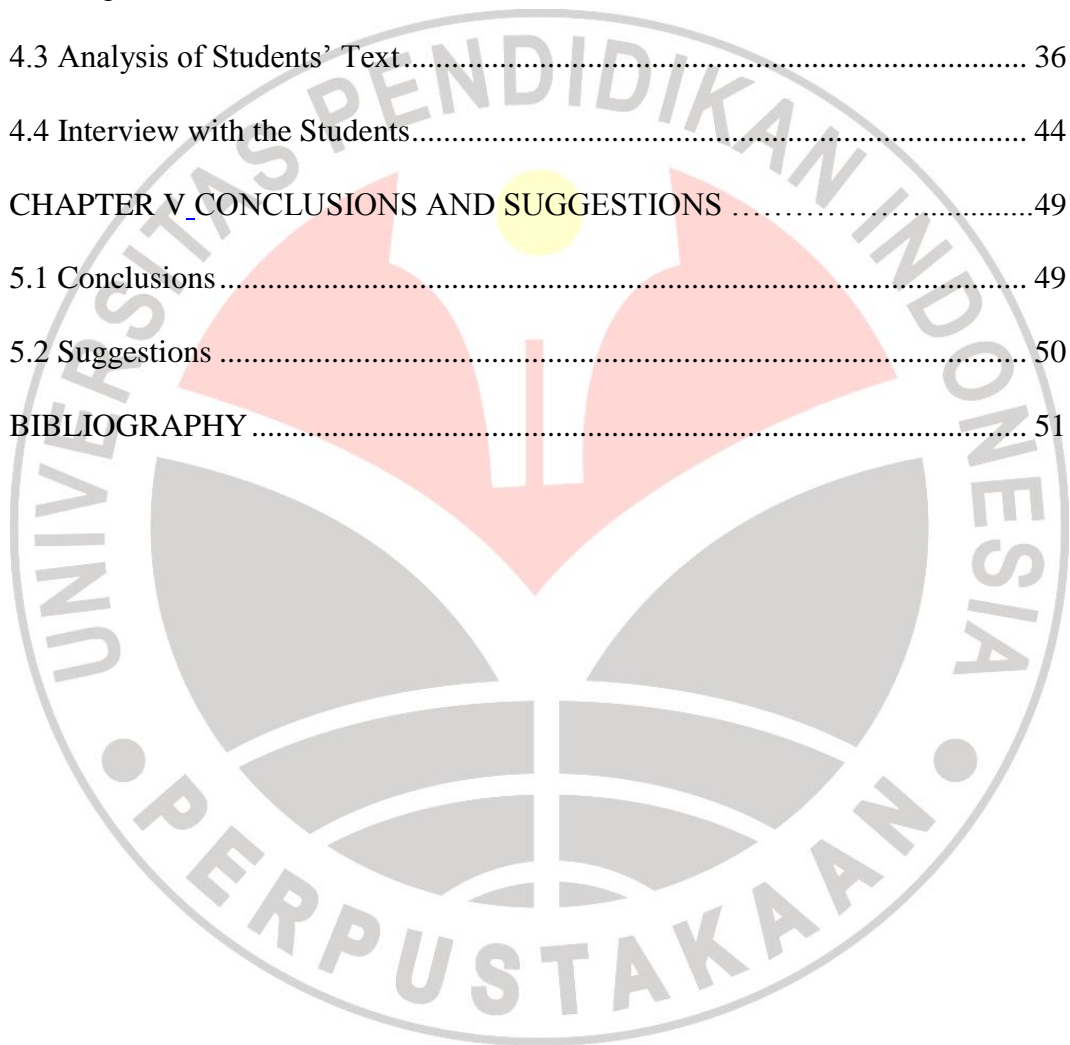 4.3 Analysis of Students’ Text.......................................................................... 36
4.4 Interview with the Students......................................................................... 44
CHAPTER V CONCLUSIONS AND SUGGESTIONS ………………..............49
5.1 Conclusions................................................................................................ 49
5.2 Suggestions ................................................................................................ 50
BIBLIOGRAPHY ............................................................................................ 51
UNIVERSITAS PENDIDIKAN INDONESIA
PERPUSTAKAAN